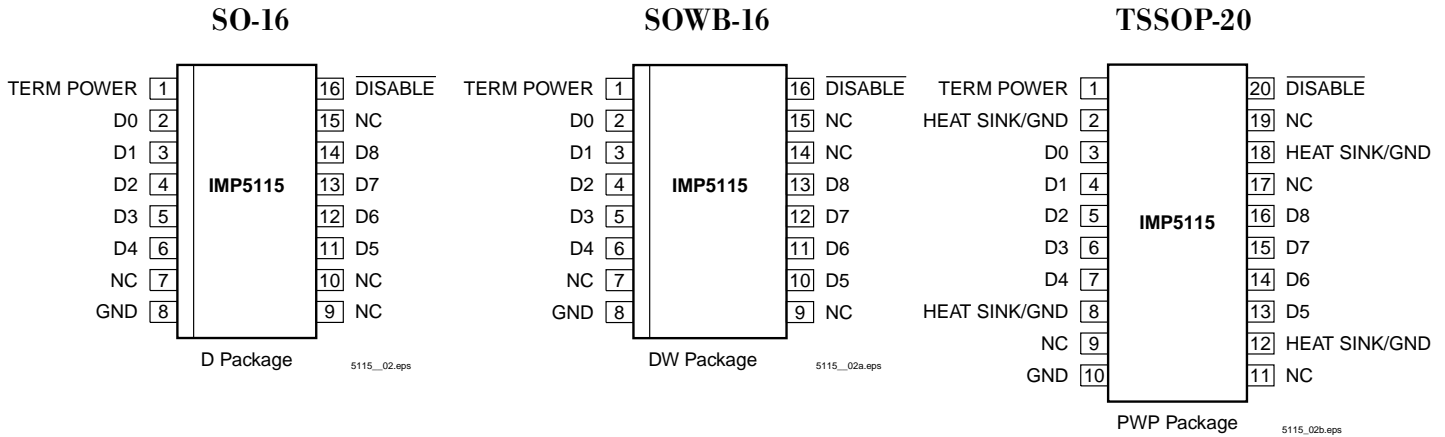 SO-16
SOWB-16
TSSOP-20
TERM POWER 1
D0 2
D1 3
D2 4
D3 5
D4 6
NC 7
GND 8
IMP5115
16 DISABLE
15 NC
14 D8
13 D7
12 D6
11 D5
10 NC
9 NC
D Package
5115__02.eps
TERM POWER 1
D0 2
D1 3
D2 4
D3 5
D4 6
NC 7
GND 8
IMP5115
16 DISABLE
15 NC
14 NC
13 D8
12 D7
11 D6
10 D5
9 NC
DW Package
5115__02a.eps
TERM POWER 1
HEAT SINK/GND 2
D0 3
D1 4
D2 5
D3 6
D4 7
HEAT SINK/GND 8
NC 9
GND 10
IMP5115
20 DISABLE
19 NC
18 HEAT SINK/GND
17 NC
16 D8
15 D7
14 D6
13 D5
12 HEAT SINK/GND
11 NC
PWP Package
5115_02b.eps